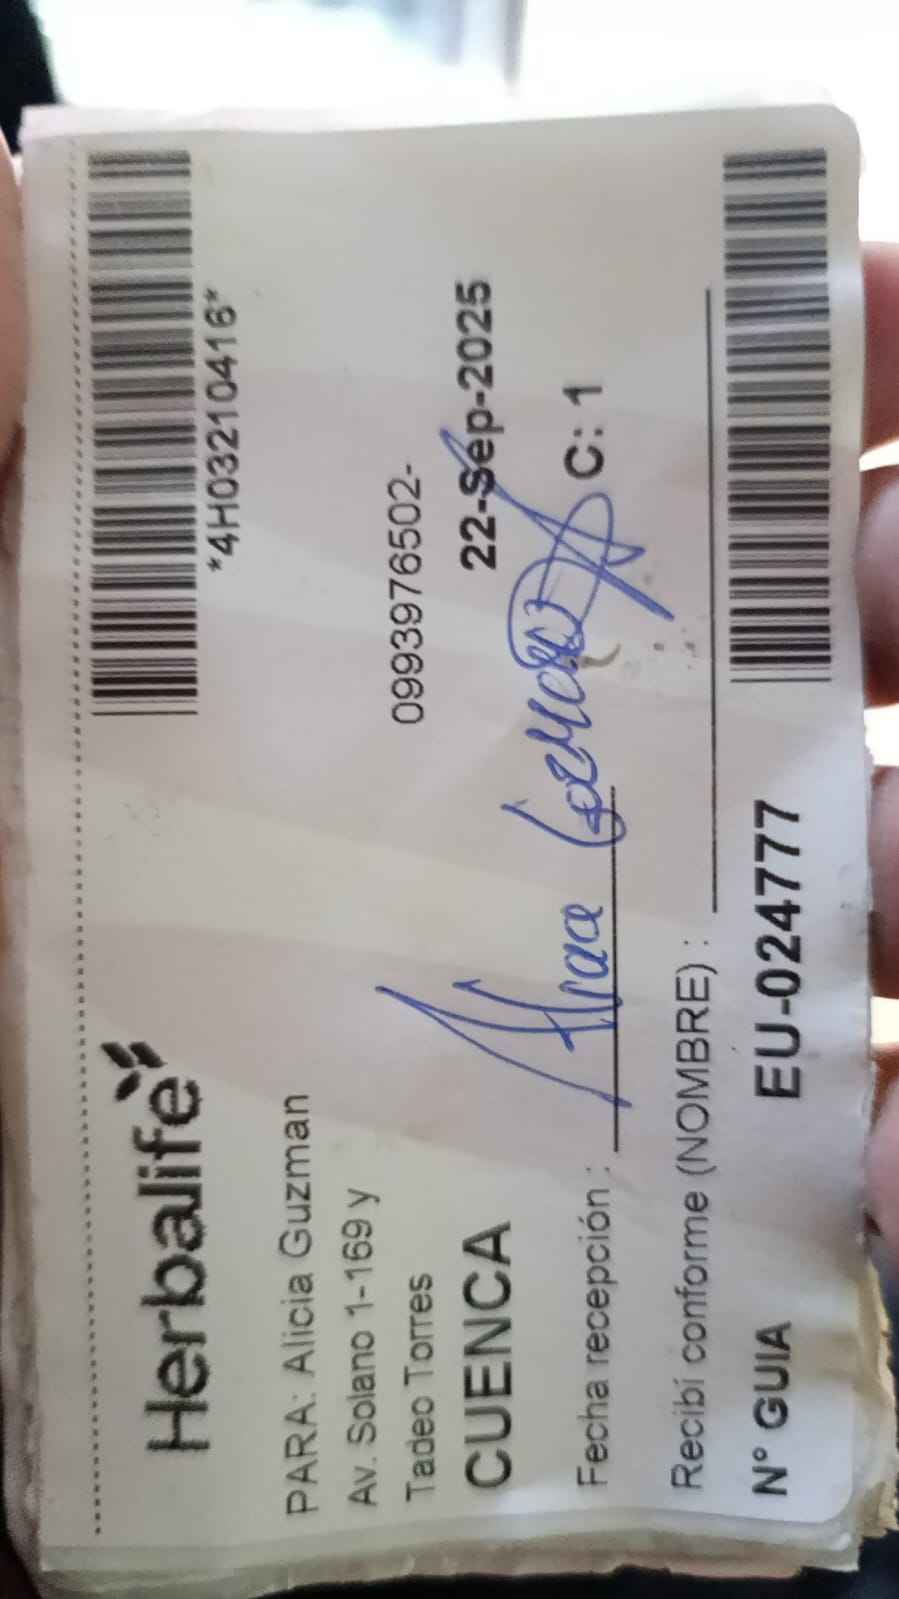 Herbalife
*4H03210416*
PARA: Alicia Guzman
Av. Solano 1-169 y
Tadeo Torres
0993976502-
CUENCA
22-Sep-2025
Fecha recepción :
C: 1
Recibí conforme (NOMBRE) :
N° GUIA EU-024777